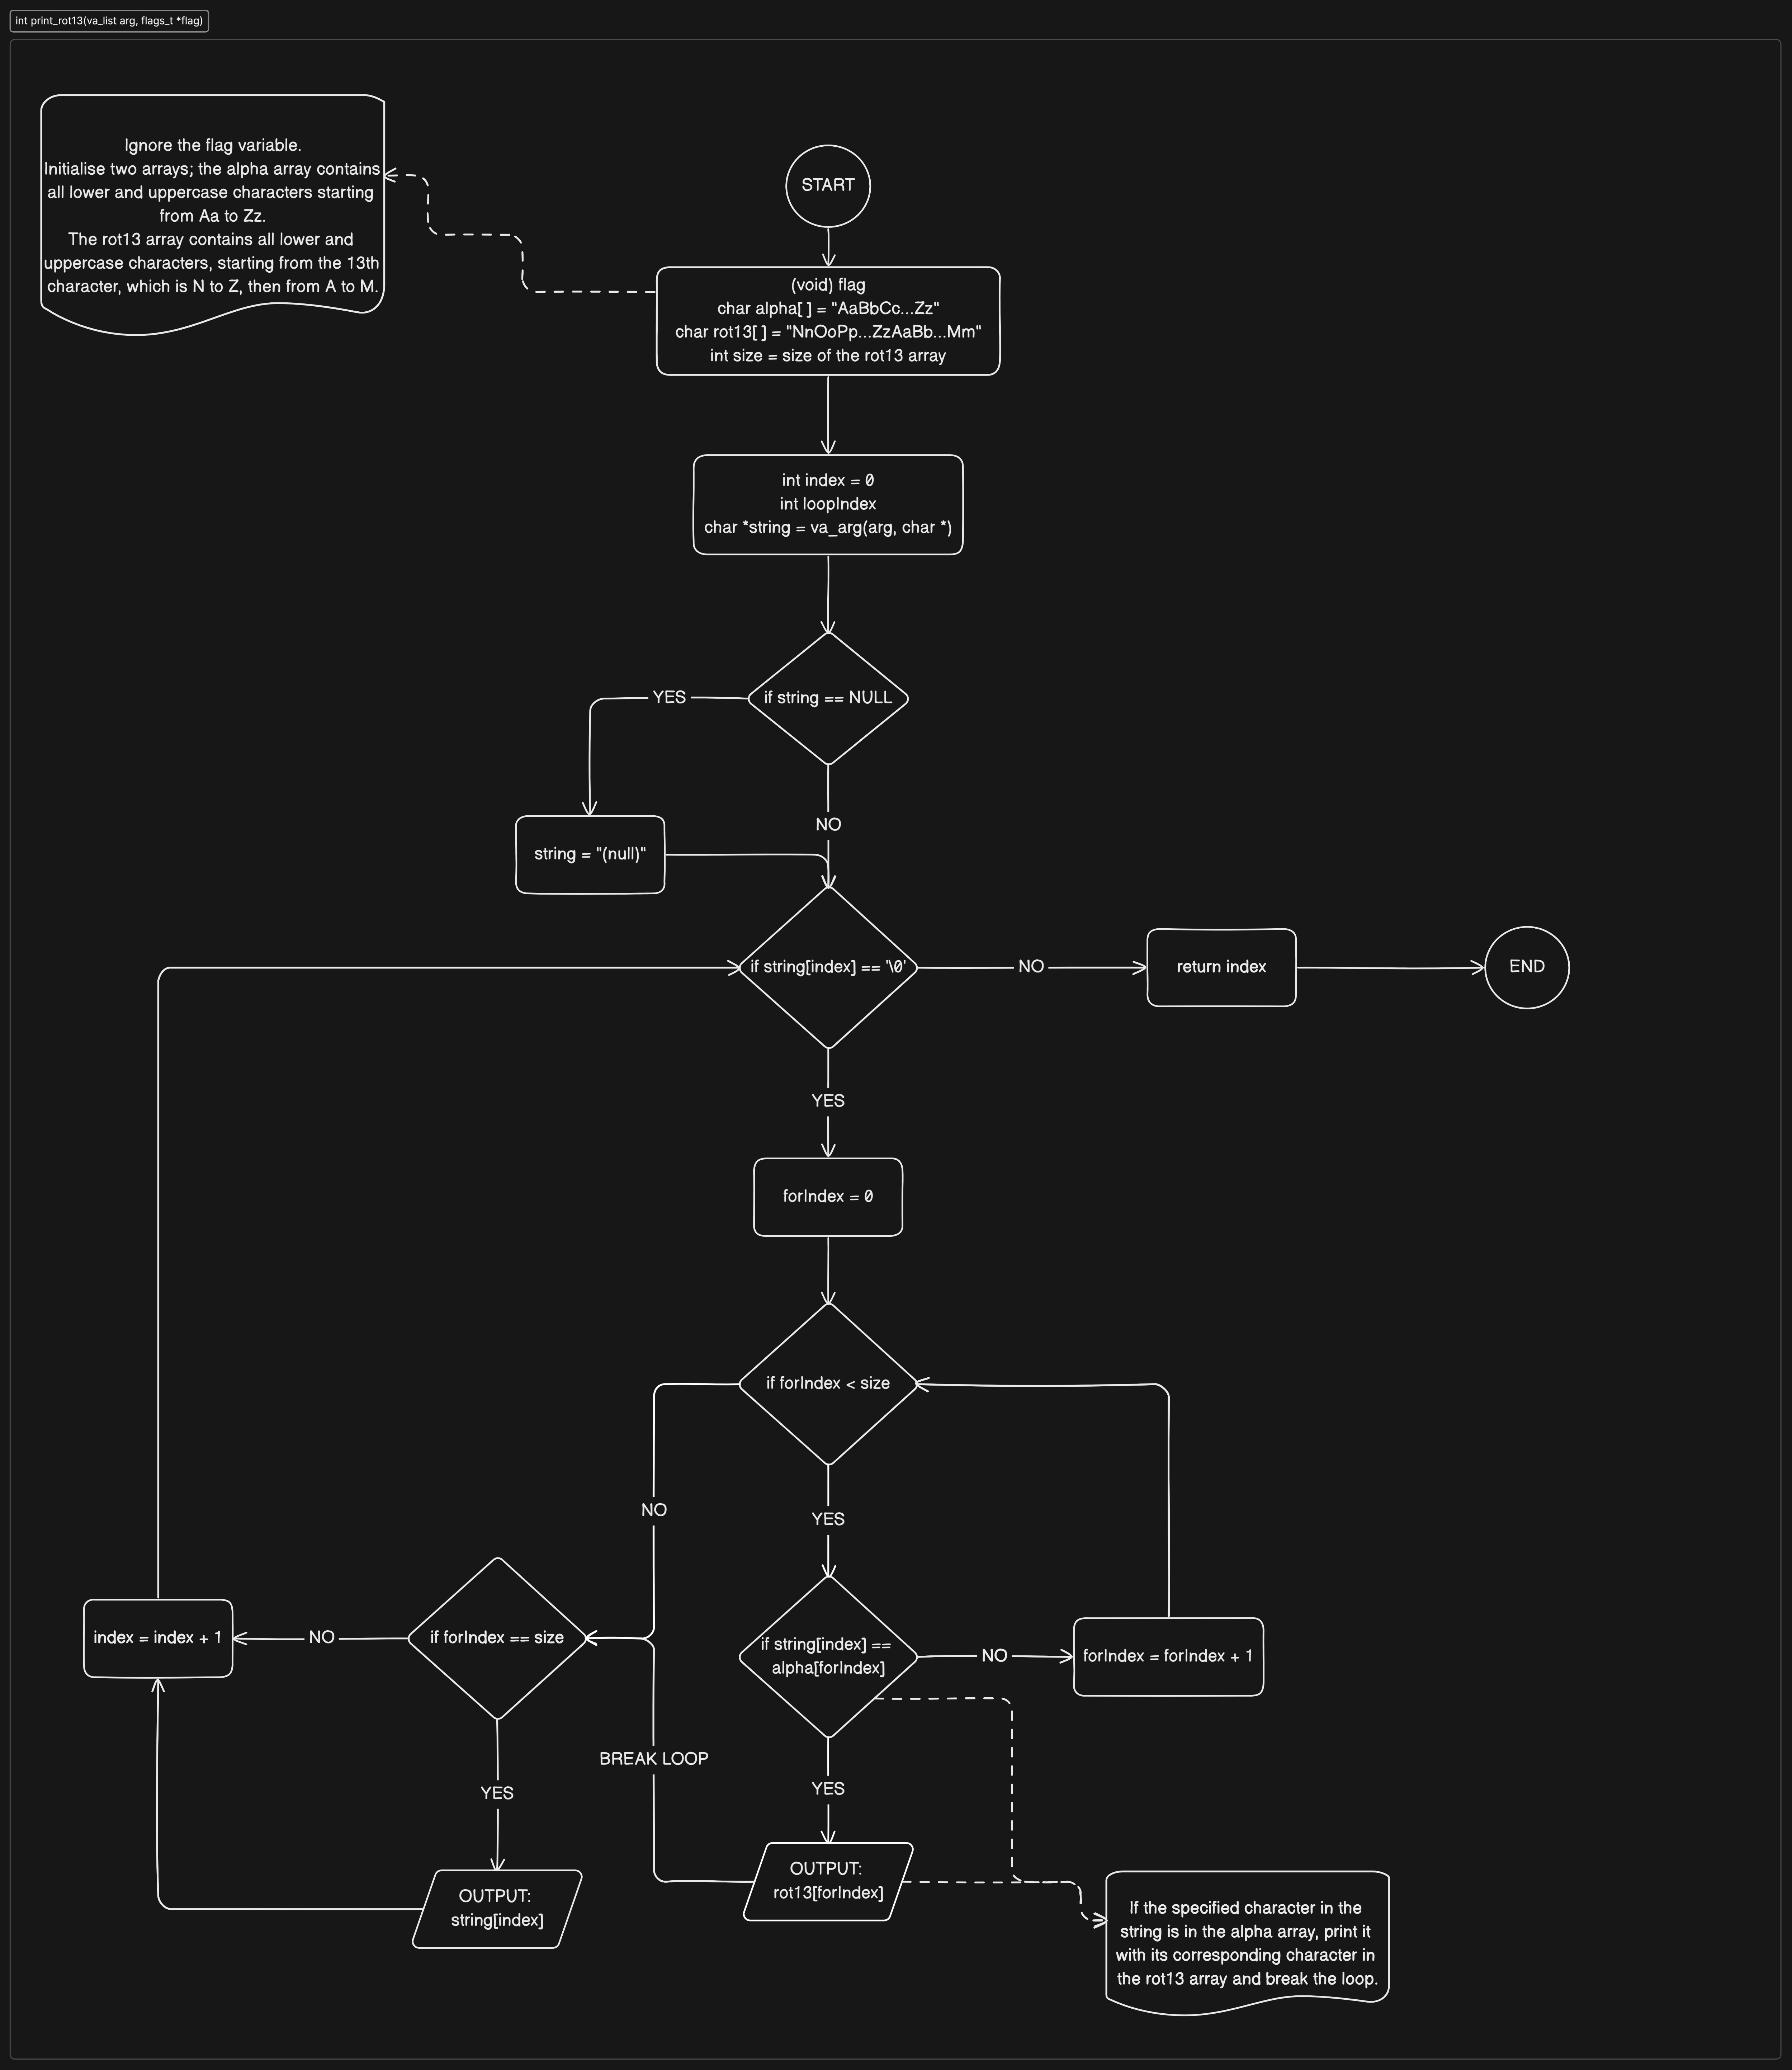 int print_rot13(va_list arg, flags_t *flag)
Ignore the flag variable.
Initialise two arrays; the alpha array contains
all lower and uppercase characters starting
from Aa to Zz.
The rot13 array contains all lower and
uppercase characters, starting from the 13th
character, which is N to Z, then from A to M.
START
(void) flag
char alpha[ ] = "AaBbCc...Zz"
char rot13[ ] = "NnOoPp...ZzAaBb...Mm"
int size = size of the rot13 array
int index = 0
int loopIndex
char *string = va_arg(arg, char *)
if string == NULL
YES
NO
string = "(null)"
if string[index] == '\0'
NO
return index
END
YES
forIndex = 0
if forIndex < size
NO
YES
if string[index] ==
alpha[forIndex]
NO
forIndex = forIndex + 1
if forIndex == size
NO
index = index + 1
BREAK LOOP
YES
YES
OUTPUT:
rot13[forIndex]
OUTPUT:
string[index]
If the specified character in the
string is in the alpha array, print it
with its corresponding character in
the rot13 array and break the loop.